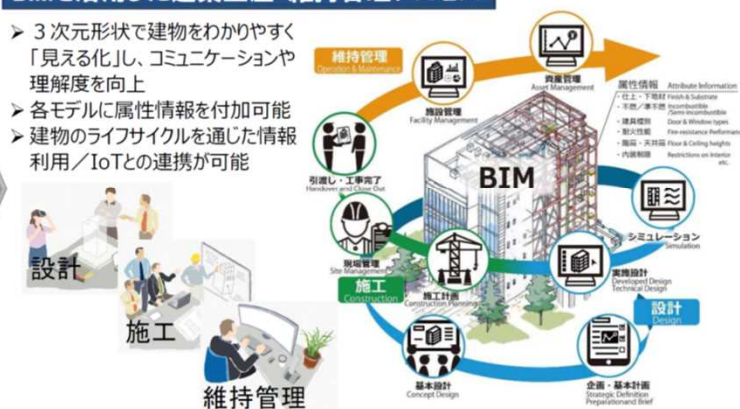 ➢ 3次元形状で建物をわかりやすく
「見える化」し、コミュニケーションや
理解度を向上
➢ 各モデルに属性情報を付加可能
➢ 建物のライフサイクルを通じた情報
利用／IoTとの連携が可能
設計
施工
維持管理
維持管理
Operation & Maintenance
資産管理
Asset Management
施設管理
Facility Management
引渡し・工事完了
Handover and Close Out
現場管理
Site Management
施工
Construction
施工計画
Construction Planning
BIM
属性情報 Attribute Information
・仕上・下地材 Finish & Substrate
・不燃／準不燃 Incombustible
/Semi-incombustible
・建具種別 Door & Window types
・耐火性能 Fire-resistance Performance
・階高・天井高 Floor & Ceiling heights
・内装制限 Restrictions on Interior
etc.
シミュレーション
Simulation
実施設計
Developed Design
Technical Design
設計
Design
基本設計
Concept Design
企画・基本計画
Strategic Definition
Preparationand Brief